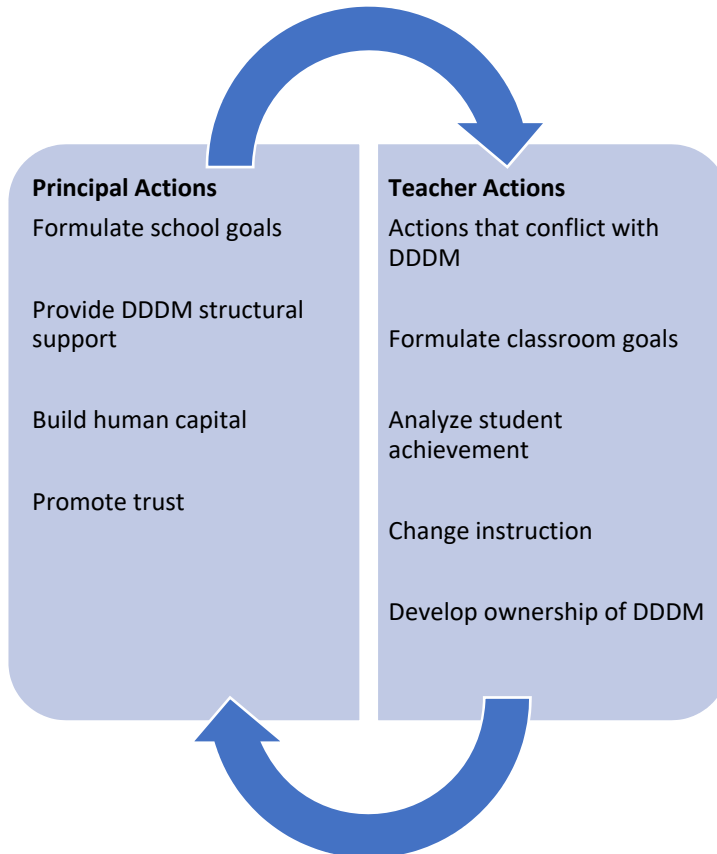 Principal Actions
Formulate school goals
Provide DDDM structural
support
Build human capital
Promote trust
Teacher Actions
Actions that conflict with
DDDM
Formulate classroom goals
Analyze student
achievement
Change instruction
Develop ownership of DDDM